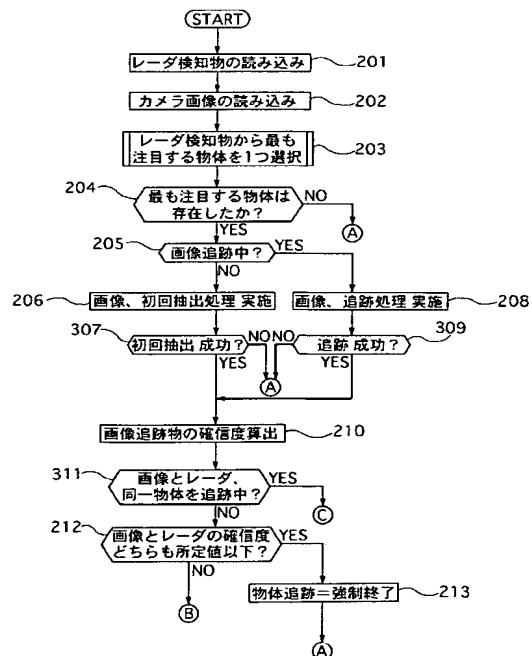 START
レーダ検知物の読み込み
201
カメラ画像の読み込み
202
レーダ検知物から最も
注目する物体を1つ選択
203
204
最も注目する物体は
存在したか？
NO
A
YES
205
画像追跡中？
YES
NO
206
画像、初回抽出処理 実施
画像、追跡処理 実施
208
307
初回抽出 成功？
NO
NO
追跡 成功？
309
YES
A
YES
画像追跡物の確信度算出
210
311
画像とレーダ、
同一物体を追跡中？
YES
C
NO
212
画像とレーダの確信度
どちらも所定値以下？
YES
NO
B
物体追跡＝強制終了
213
A